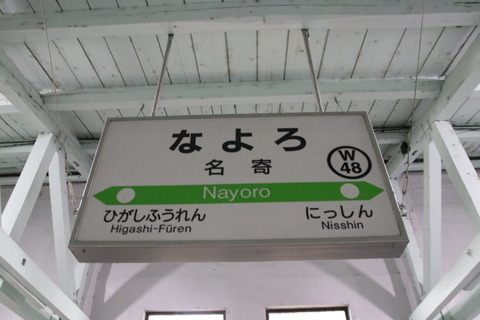 なよろ
名寄
W
48
Nayoro
ひがしふうれん
Higashi-Fūren
にっしん
Nisshin